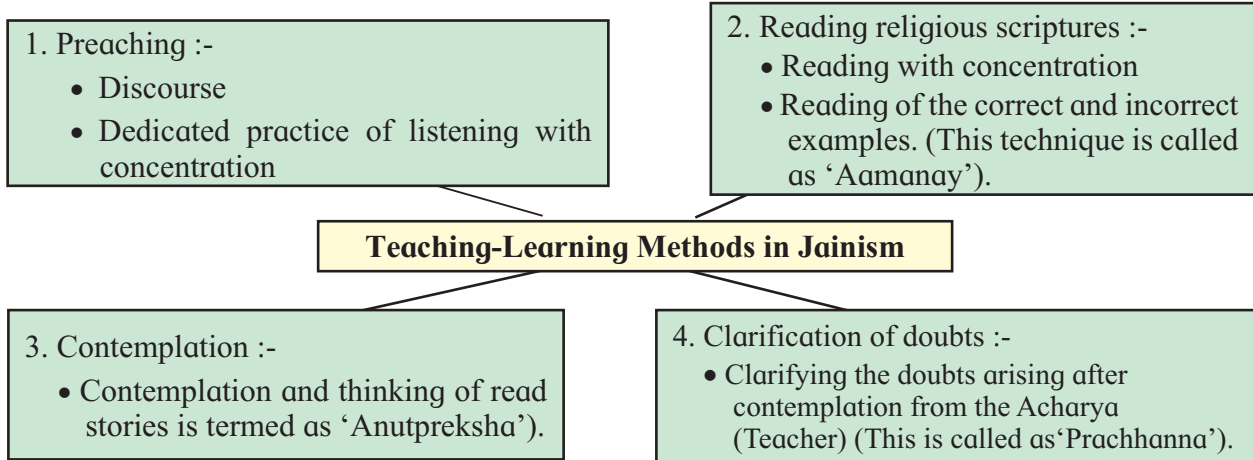 1. Preaching :-
• Discourse
• Dedicated practice of listening with
concentration
2. Reading religious scriptures :-
• Reading with concentration
• Reading of the correct and incorrect
examples. (This technique is called
as ‘Aamanay’).
Teaching-Learning Methods in Jainism
3. Contemplation :-
• Contemplation and thinking of read
stories is termed as ‘Anutpreksha’).
4. Clarification of doubts :-
• Clarifying the doubts arising after
contemplation from the Acharya
(Teacher) (This is called as‘Prachhanna’).